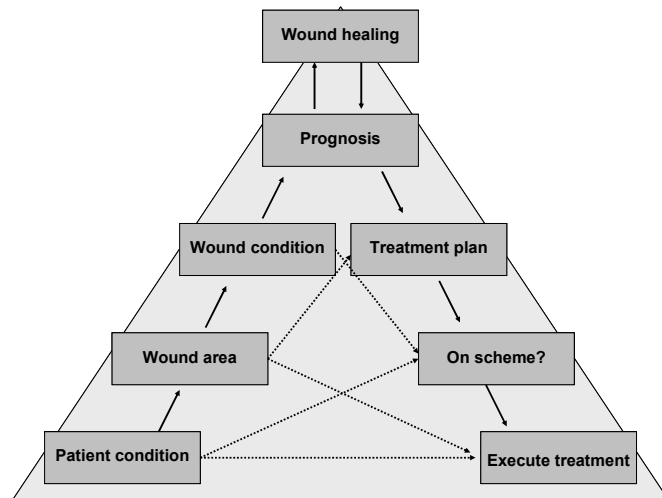 Wound healing
Prognosis
Wound condition
Treatment plan
Wound area
On scheme?
Patient condition
Execute treatment